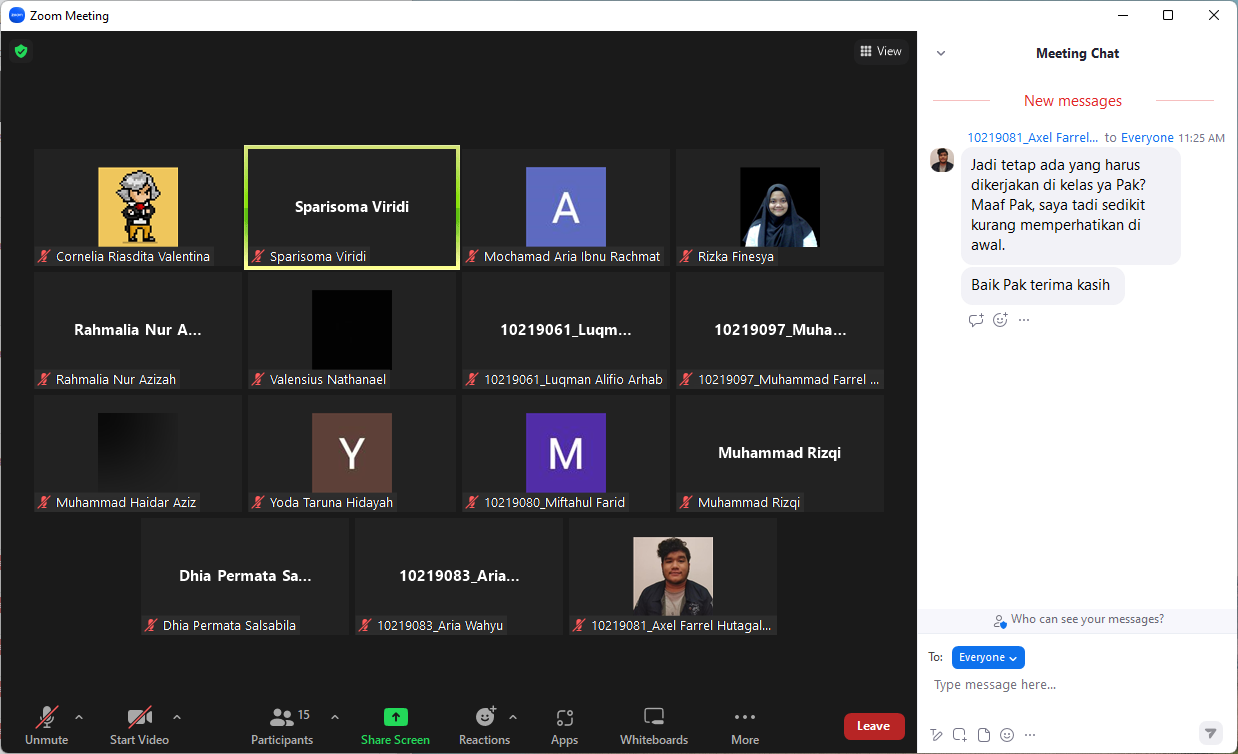 Zoom Meeting
View
Cornelia Riasdita Valentina
Sparisoma Viridi
Sparisoma Viridi
A
Mochamad Aria Ibnu Rachmat
Rizka Finesya
Rahmalia Nur A...
Rahmalia Nur Azizah
Valensius Nathanael
10219061_Luqm...
10219061_Luqman Alifio Arhab
10219097_Muha...
10219097_Muhammad Farrel ...
Muhammad Haidar Aziz
Y
Yoda Taruna Hidayah
M
10219080_Miftahul Farid
Muhammad Rizqi
Muhammad Rizqi
Dhia Permata Sa...
Dhia Permata Salsabila
10219083_Aria...
10219083_Aria Wahyu
10219081_Axel Farrel Hutagal...
Unmute
Start Video
15
Participants
Share Screen
Reactions
Apps
Whiteboards
More
Leave
Meeting Chat
New messages
10219081_Axel Farrel... to Everyone 11:25 AM
Jadi tetap ada yang harus
dikerjakan di kelas ya Pak?
Maaf Pak, saya tadi sedikit
kurang memperhatikan di
awal.
Baik Pak terima kasih
Who can see your messages?
To: Everyone
Type message here...